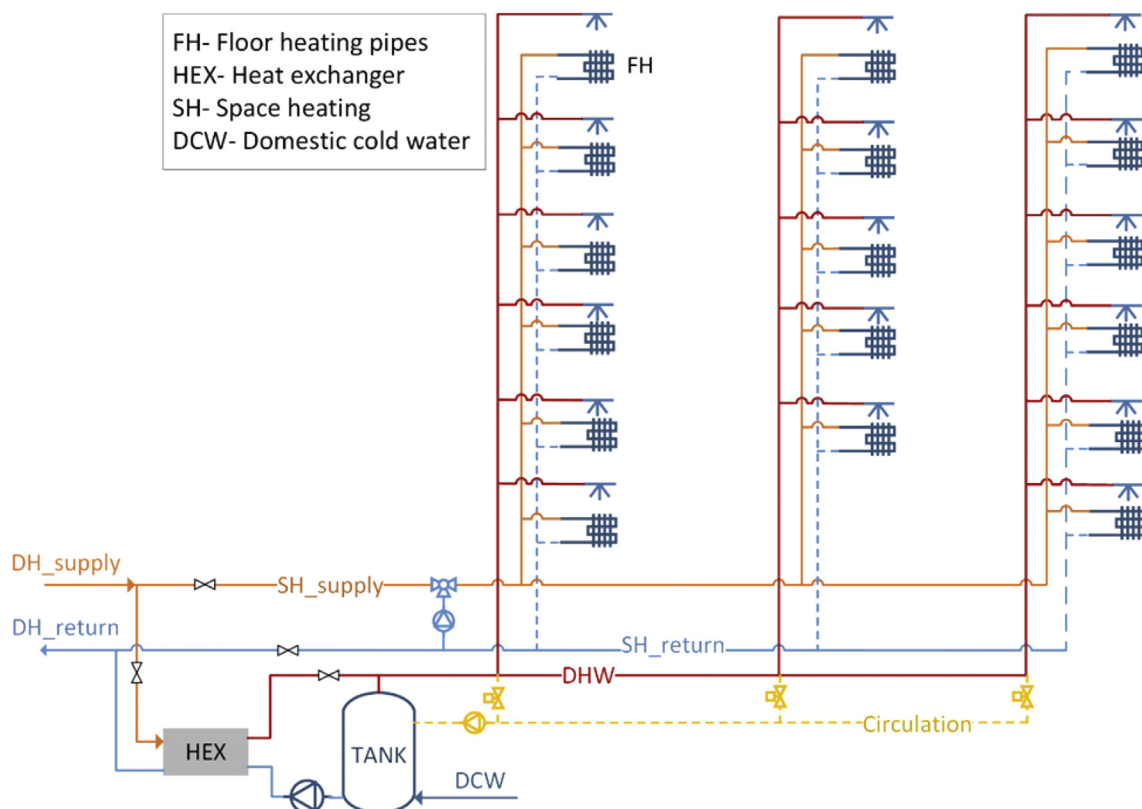 FH- Floor heating pipes
HEX- Heat exchanger
SH- Space heating
DCW- Domestic cold water
FH
DH_supply
SH_supply
DH_return
SH_return
DHW
Circulation
HEX
TANK
DCW